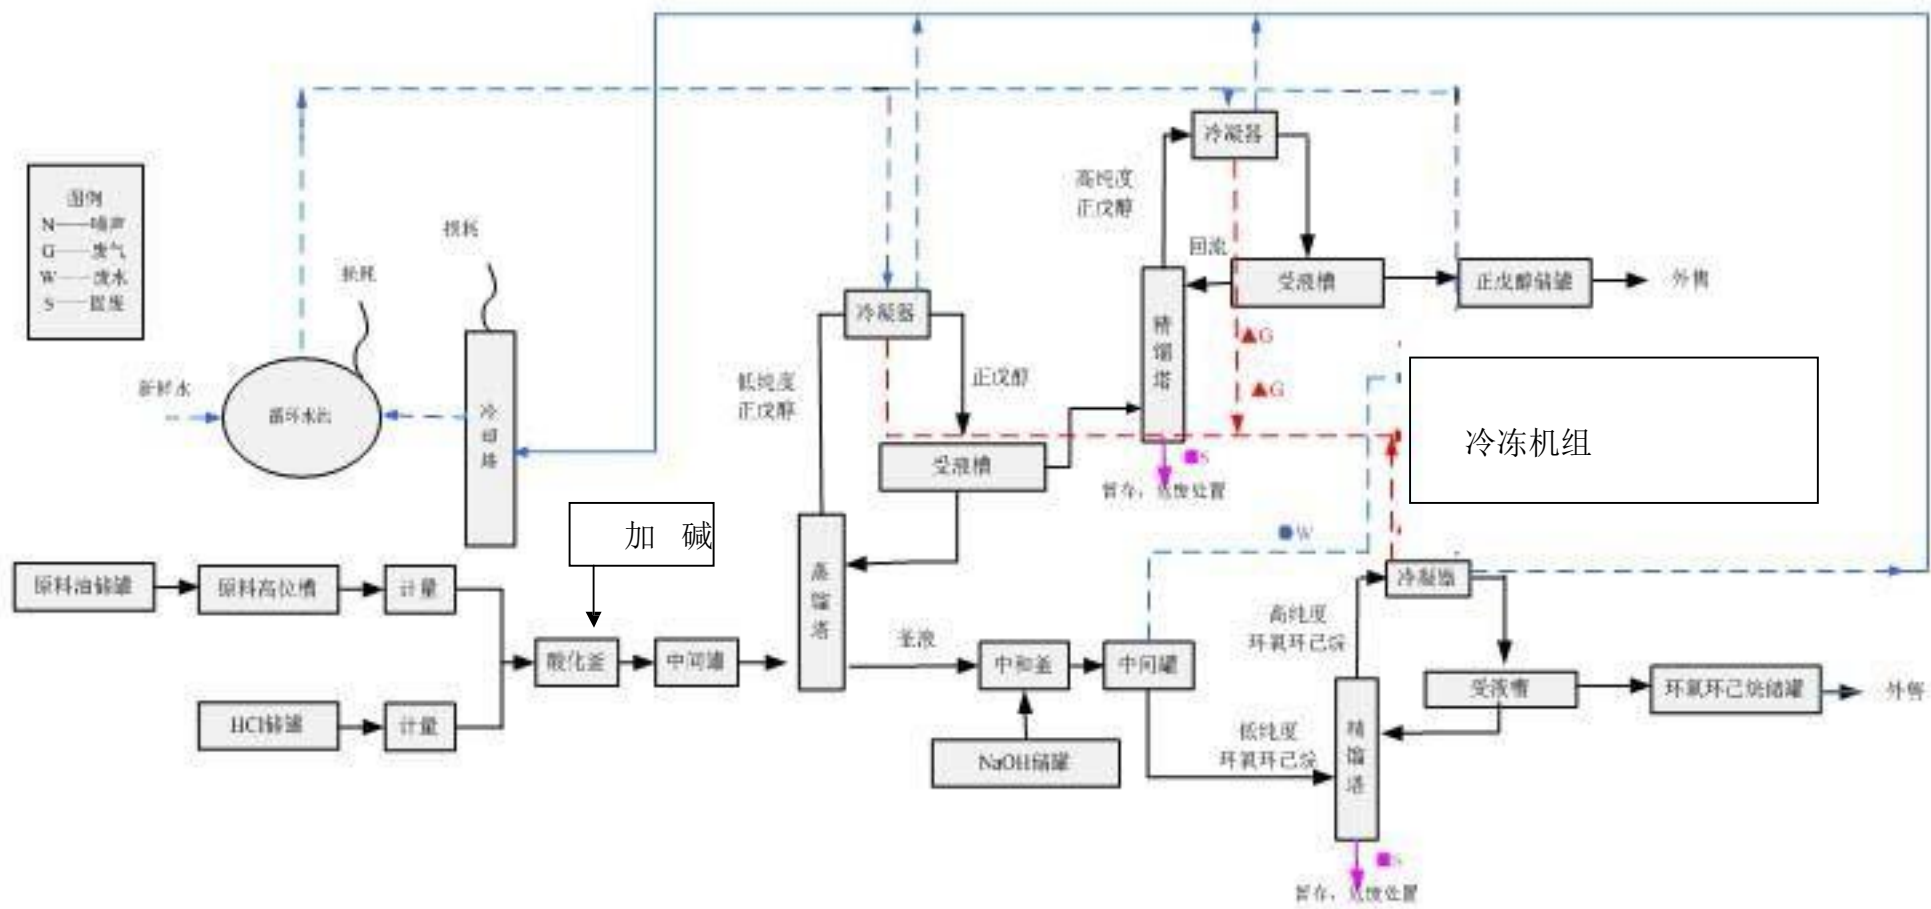 图例
N——噪声
G——废气
W——废水
S——固废
损耗
损耗
新鲜水
循环水池
冷却塔
冷凝器
高纯度
正戊醇
回流
受液槽
正戊醇储罐
外售
精馏塔
▲G
▲G
冷凝器
低纯度
正戊醇
正戊醇
受液槽
■S
暂存，危废处置
冷冻机组
加 碱
●W
原料油储罐
原料高位槽
计量
蒸馏塔
冷凝器
高纯度
环氧环己烷
酸化釜
中间罐
釜液
中和釜
中间罐
受液槽
环氧环己烷储罐
外售
HCl储罐
计量
NaOH储罐
低纯度
环氧环己烷
精馏塔
■S
暂存，危废处置